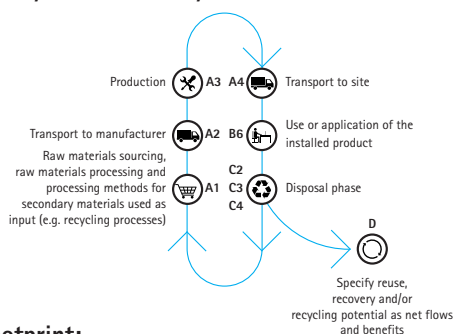 Production A3 A4 Transport to site
Transport to manufacturer A2 B6 Use or application of the
installed product
Raw materials sourcing,
raw materials processing and
processing methods for
secondary materials used as
input (e.g. recycling processes)
A1
C2
C3
C4
Disposal phase
D
Specify reuse,
recovery and/or
recycling potential as net flows
and benefits